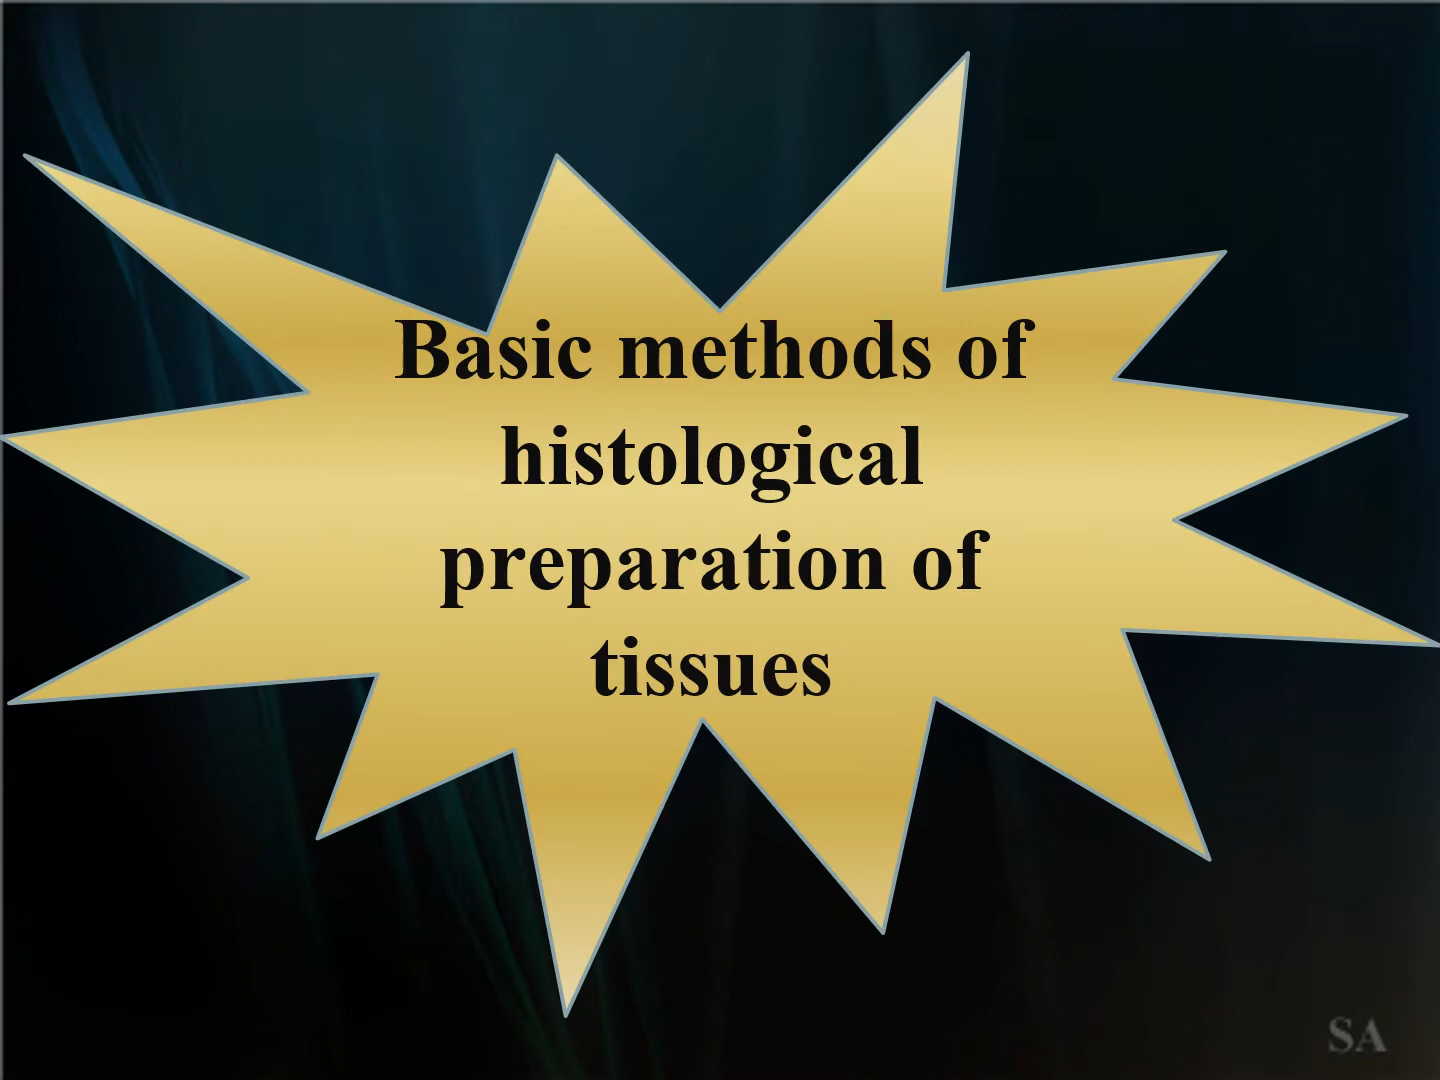 Basic methods of
histological
preparation of
tissues
SA